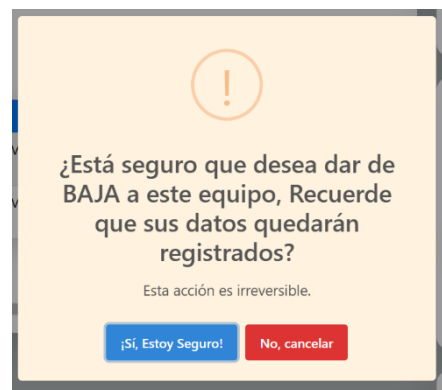 !
¿Está seguro que desea dar de
BAJA a este equipo, Recuerde
que sus datos quedarán
registrados?
Esta acción es irreversible.
¡Sí, Estoy Seguro! No, cancelar